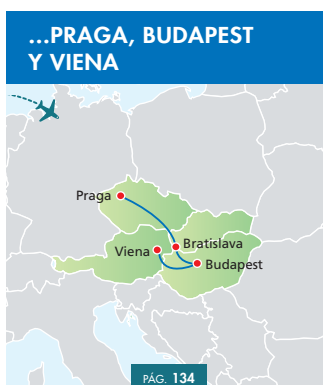 ...PRAGA, BUDAPEST
Y VIENA
Praga
Bratislava
Viena
Budapest
PÁG. 134